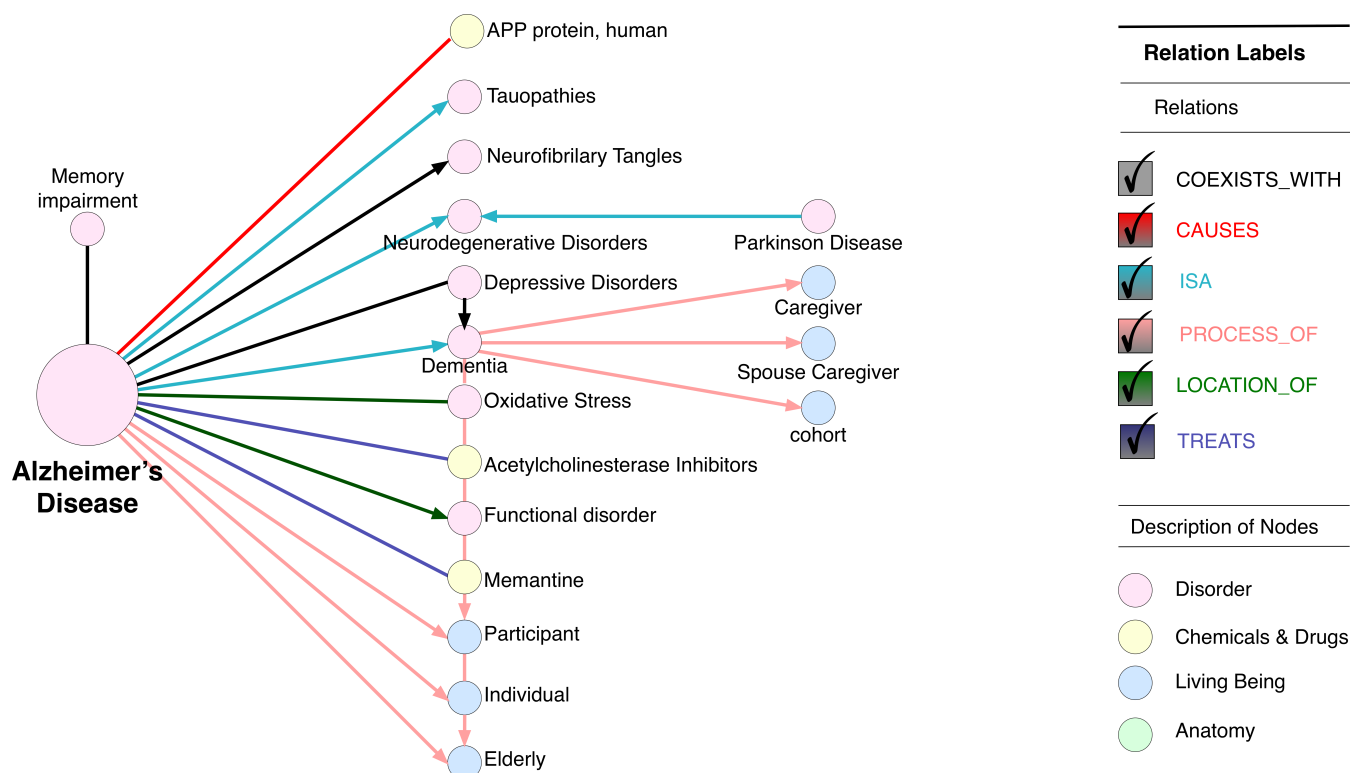 APP protein, human
Tauopathies
Neurofibrilary Tangles
Memory
impairment
Neurodegenerative Disorders
Parkinson Disease
Depressive Disorders
Caregiver
Dementia
Spouse Caregiver
Oxidative Stress
cohort
Acetylcholinesterase Inhibitors
Alzheimer's
Disease
Functional disorder
Memantine
Participant
Individual
Elderly
Relation Labels
Relations
COEXISTS_WITH
CAUSES
ISA
PROCESS_OF
LOCATION_OF
TREATS
Description of Nodes
Disorder
Chemicals & Drugs
Living Being
Anatomy